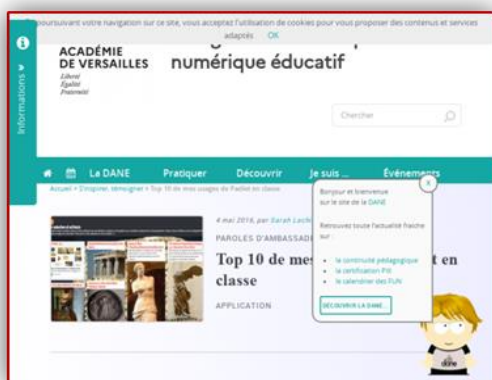 poursuivant votre navigation sur ce site, vous acceptez l'utilisation de cookies pour vous proposer des contenus et services
adaptés OK
Informations
ACADÉMIE
DE VERSAILLES
Liberté
Égalité
Fraternité
numérique éducatif
Chercher
La DANE Pratiquer Découvrir Je suis ... Événements
Accueil > S'inspirer, témoigner > Top 10 de mes usages de Padlet en classe
4 mai 2016, par Sarah
PAROLES D'AMBASSAD
Top 10 de mes t en
classe
APPLICATION
Bonjour et bienvenue
sur le site de la DANE
Retrouvez toute l'actualité fraîche
sur :
la continuité pédagogique
la certification PIX
le calendrier des FUN
DÉCOUVRIR LA DANE...
X
dane